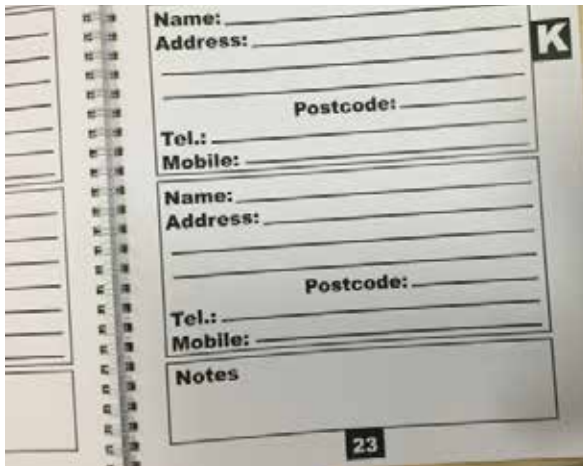 Name:
K
Address:
Postcode:
Tel.:
Mobile:
Name:
Address:
Postcode:
Tel.:
Mobile:
Notes
23